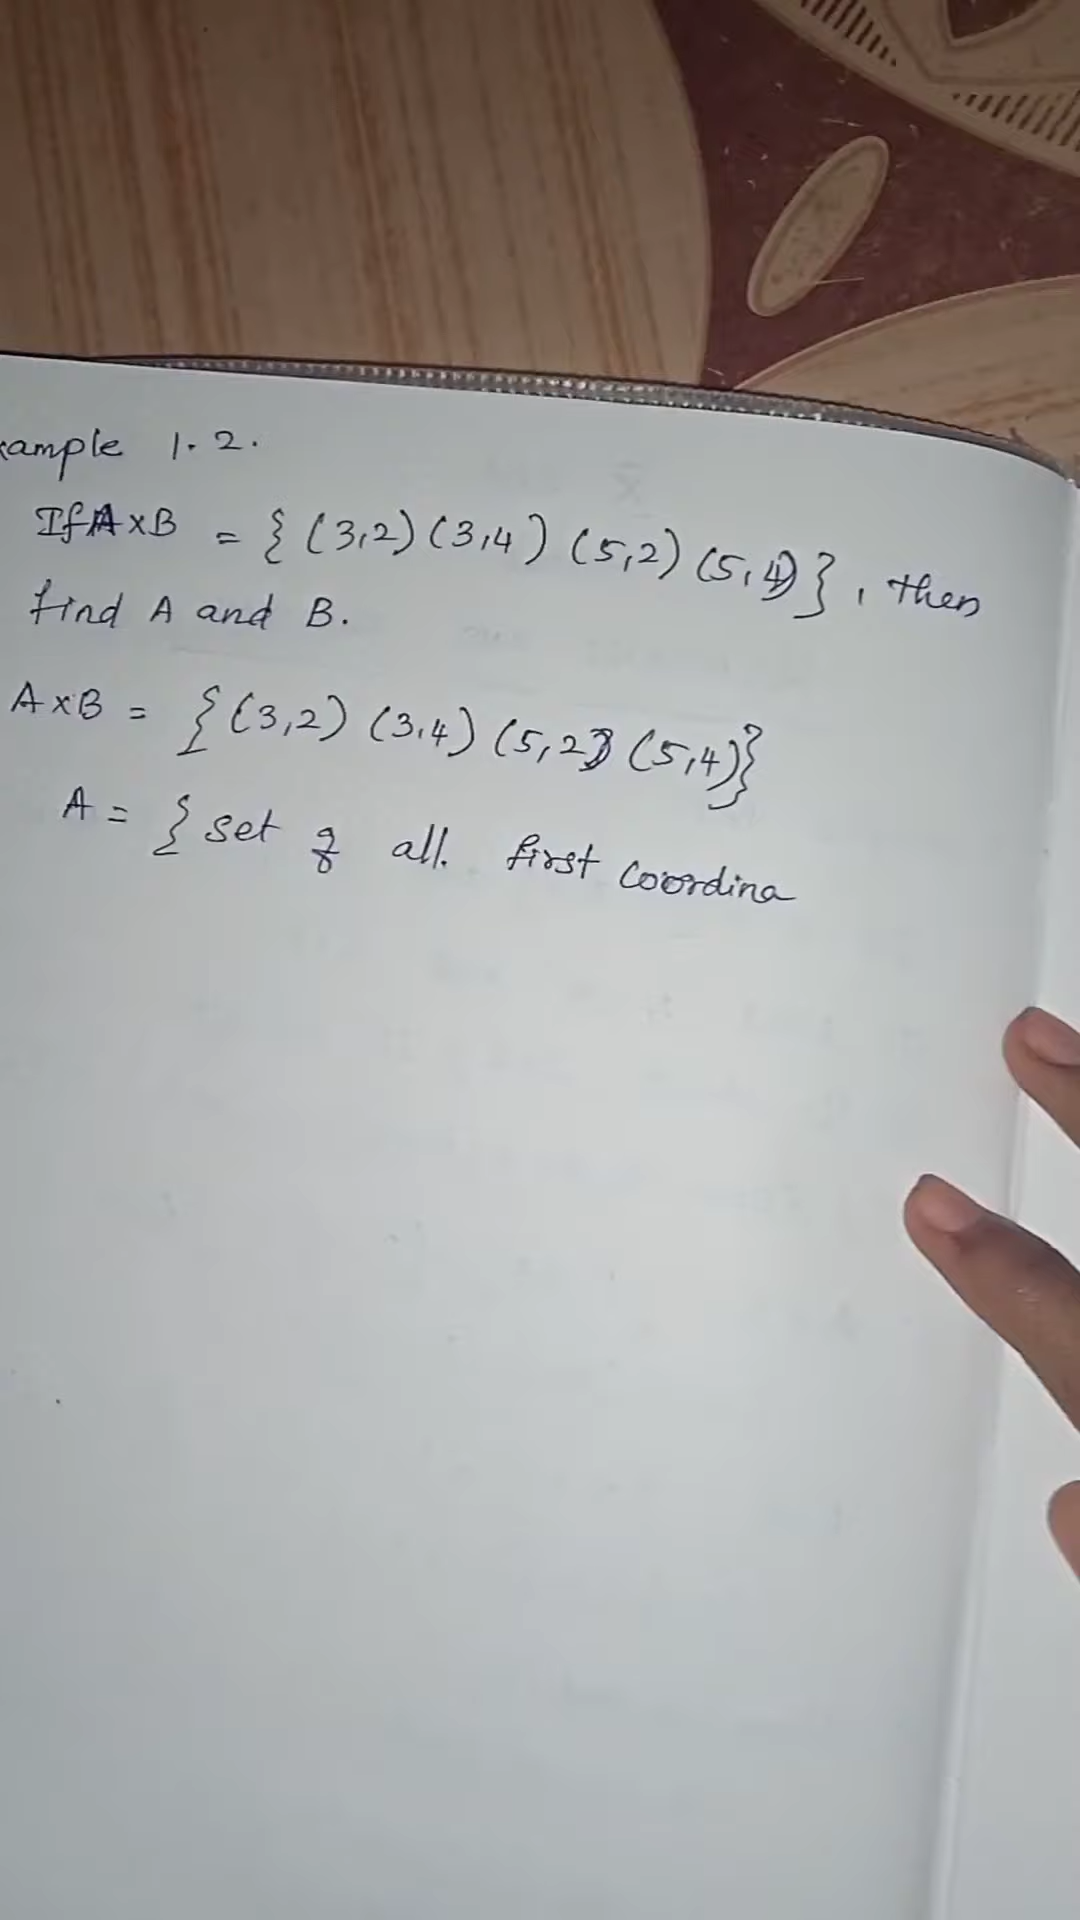 xample 1.2.
If A×B = { (3,2) (3,4) (5,2) (5,4) }, then
find A and B.
A×B = { (3,2) (3,4) (5,2) (5,4)}
A = { set of all. first coordina